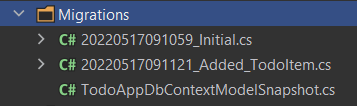 Migrations
C# 20220517091059_Initial.cs
C# 20220517091121_Added_TodoItem.cs
C# TodoAppDbContextModelSnapshot.cs